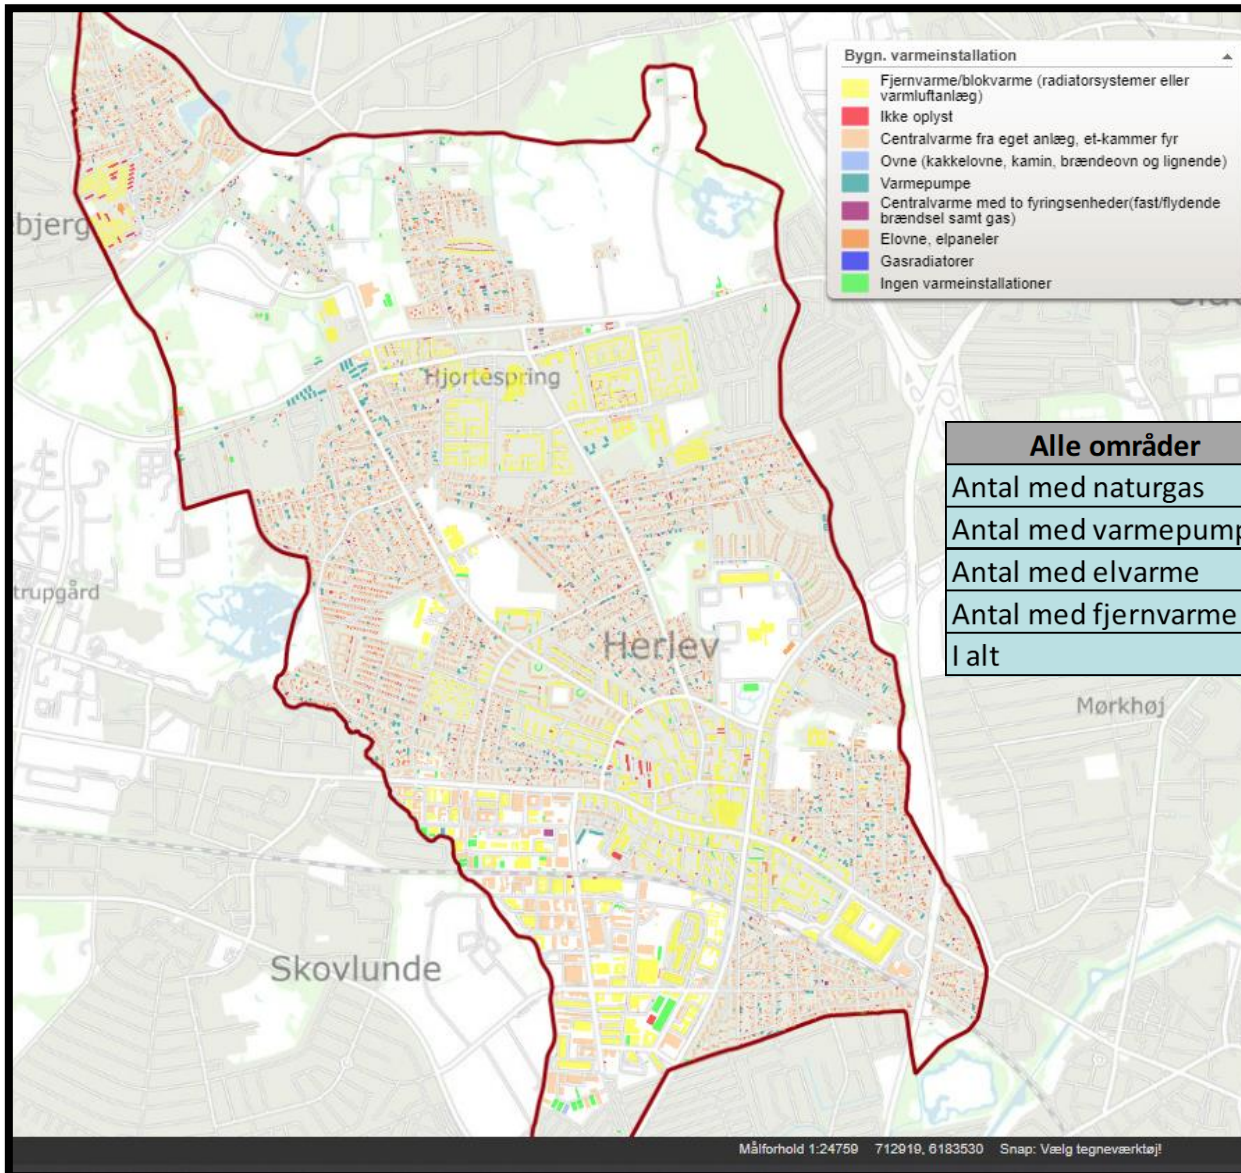 Bygn. varmeinstallation
Fjernvarme/blokvarme (radiatorsystemer eller
varmluftanlæg)
Ikke oplyst
Centralvarme fra eget anlæg, et-kammer fyr
Ovne (kakkelovne, kamin, brændeovn og lignende)
Varmepumpe
Centralvarme med to fyringsenheder(fast/flydende
brændsel samt gas)
Elovne, elpaneler
Gasradiatorer
Ingen varmeinstallationer
bjerg
Hjortespring
Alle områder
Antal med naturgas
Antal med varmepump
Antal med elvarme
Antal med fjernvarme
I alt
trupgård
Herlev
Mørkhøj
Skovlunde
Målforhold 1:24759 712919, 6183530 Snap: Vælg tegneværktøj!